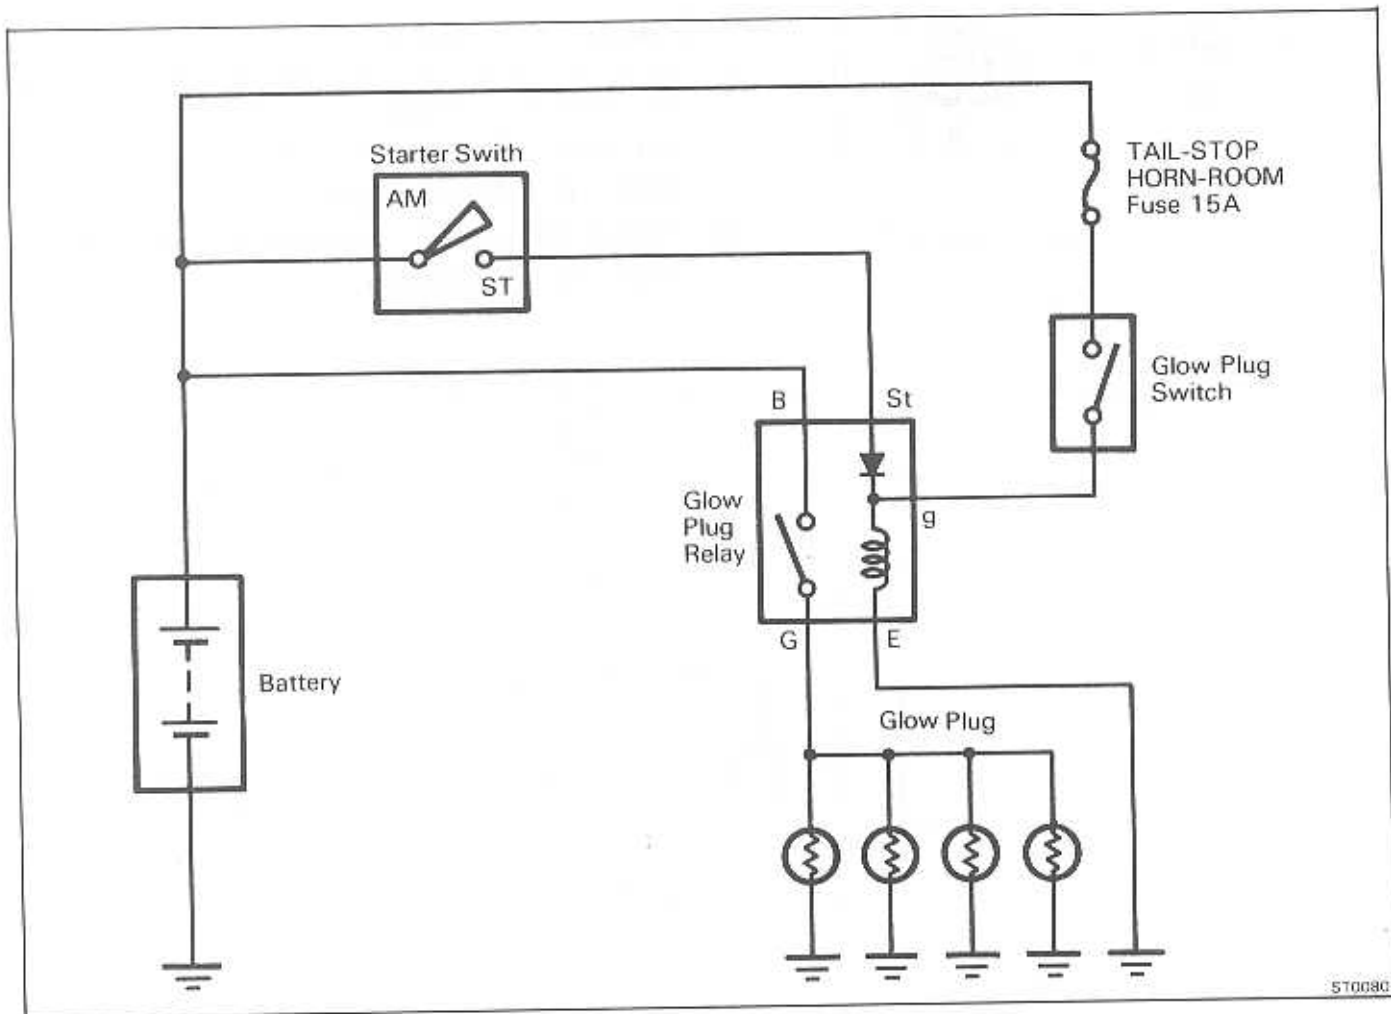 Starter Swith
AM
ST
TAIL-STOP
HORN-ROOM
Fuse 15A
Glow Plug
Switch
B
St
Glow
Plug
Relay
g
G
E
Battery
Glow Plug
ST0080